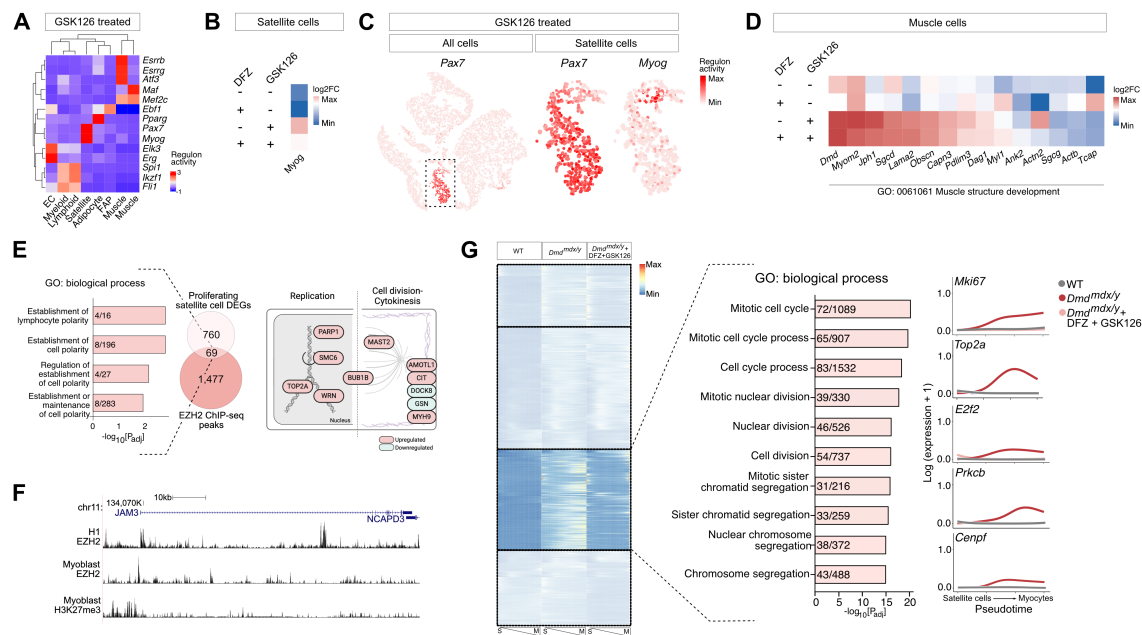 A
GSK126 treated
Esrrb
Esrrg
Atf3
Maf
Mef2c
Ebf1
Pparg
Pax7
Myog
Elk3
Erg
Spi1
Ikzf1
Fli1
Regulon
activity
3
-1
EC
Myeloid
Lymphoid
Satellite
Adipocyte
FAP
Muscle
Muscle
B
Satellite cells
DFZ
GSK126
- -
+ -
- +
+ +
log2FC
Max
Min
Myog
C
GSK126 treated
All cells
Satellite cells
Pax7
Pax7
Myog
Regulon
activity
Max
Min
D
Muscle cells
DFZ
GSK126
- -
+ -
- +
+ +
log2FC
Max
Min
Dmd
Myom2
Jph1
Sgcd
Lama2
Obscn
Capn3
Pdlim3
Dag1
Myl1
Ank2
Actn2
Sgcg
Actb
Tcap
GO: 0061061 Muscle structure development
E
GO: biological process
Establishment of
lymphocyte polarity
4/16
Establishment of
cell polarity
8/196
Regulation of
establishment of
cell polarity
4/27
Establishment or
maintenance
of cell polarity
8/283
0 1 2
-log10[Padj]
Proliferating
satellite cell DEGs
760
69
1,477
EZH2 ChIP-seq
peaks
Replication
Cell division-
Cytokinesis
PARP1
SMC6
TOP2A
WRN
BUB1B
MAST2
AMOTL1
CIT
DOCK8
GSN
MYH9
Nucleus
Upregulated
Downregulated
F
chr11:
134,070K
10kb
JAM3
NCAPD3
H1
EZH2
Myoblast
EZH2
Myoblast
H3K27me3
G
WT
Dmdmdx/y
Dmdmdx/y+
DFZ+GSK126
Max
Min
S M S M S M
GO: biological process
Mitotic cell cycle
72/1089
Mitotic cell cycle process
65/907
Cell cycle process
83/1532
Mitotic nuclear division
39/330
Nuclear division
46/526
Cell division
54/737
Mitotic sister
chromatid segregation
31/216
Sister chromatid segregation
33/259
Nuclear chromosome
segregation
38/372
Chromosome segregation
43/488
0 5 10 15 20
-log10[Padj]
Log (expression + 1)
Mki67
1.0
0.0
Top2a
1.0
0.0
E2f2
1.0
0.0
Prkcb
1.0
0.0
Cenpf
1.0
0.0
Satellite cells
Myocytes
Pseudotime
WT
Dmdmdx/y
Dmdmdx/y+
DFZ + GSK126